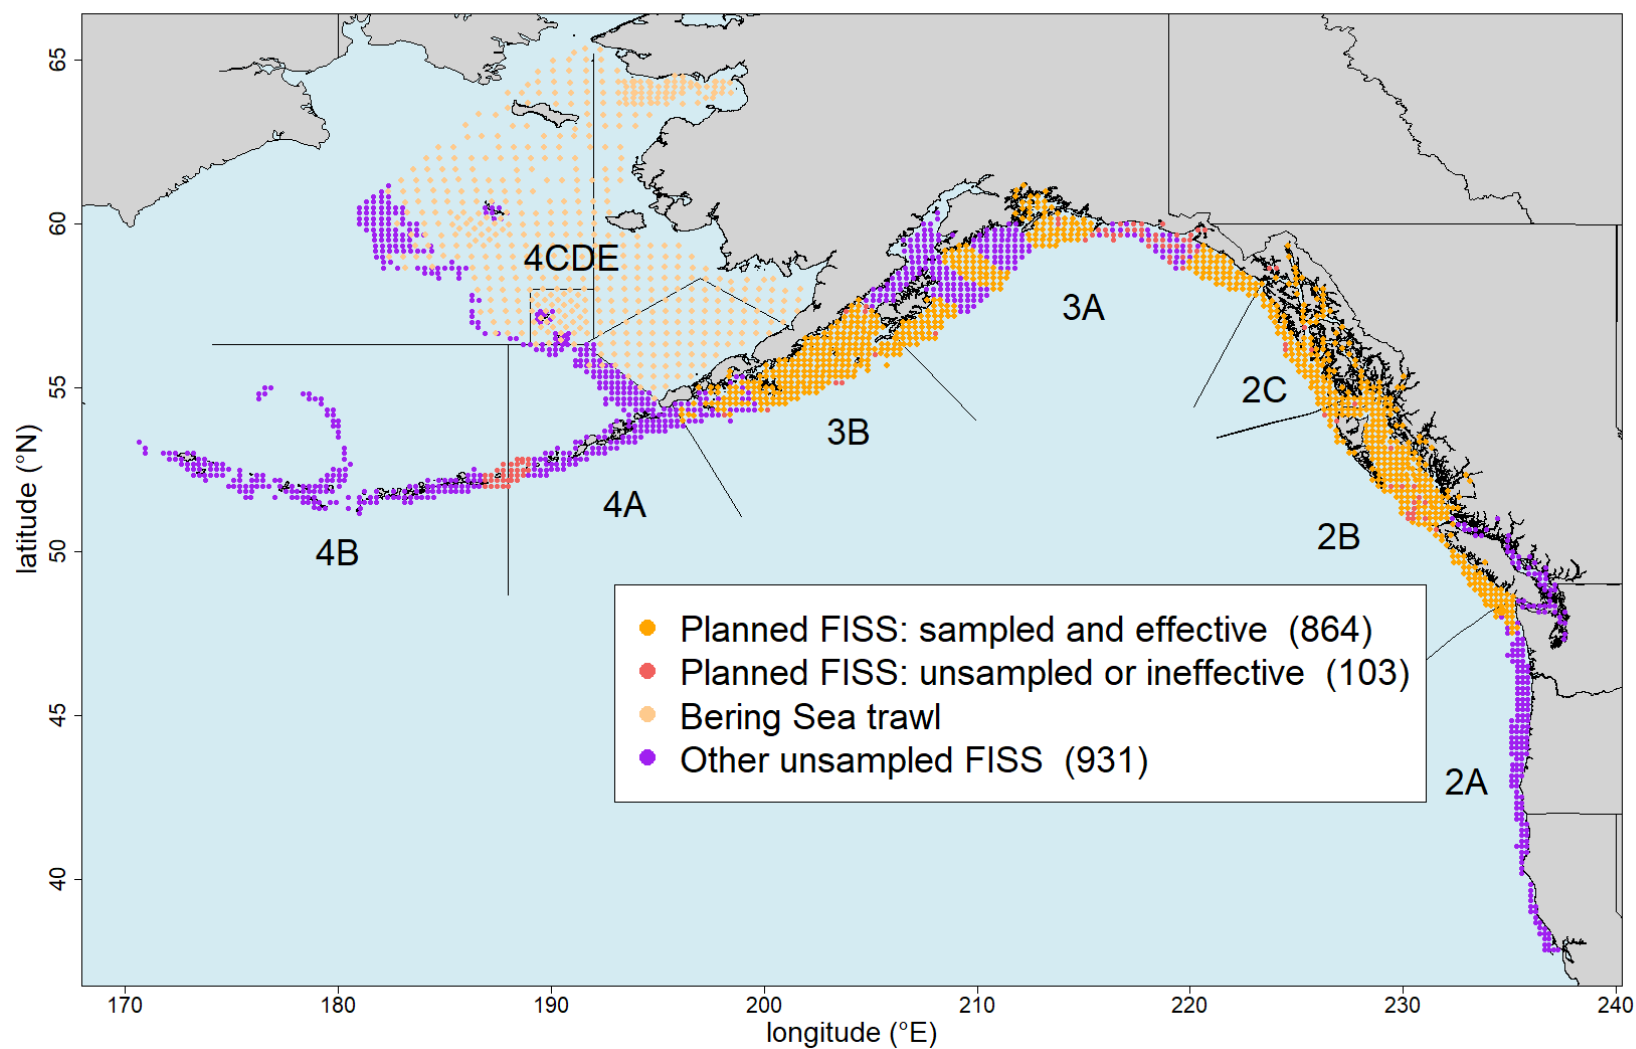 65
60
55
50
45
40
latitude (°N)
4CDE
3A
2C
3B
4A
2B
4B
2A
Planned FISS: sampled and effective (864)
Planned FISS: unsampled or ineffective (103)
Bering Sea trawl
Other unsampled FISS (931)
170
180
190
200
210
220
230
240
longitude (°E)